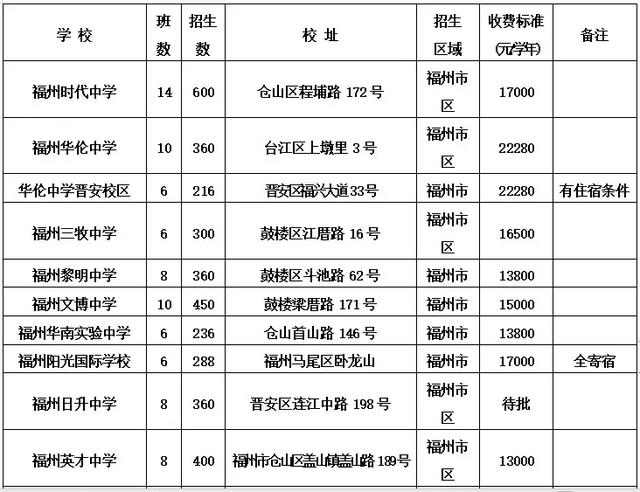 学 校 班数 招生数 校 址 招生区域 收费标准(元/学年) 备注
福州时代中学 14 600 仓山区程埔路 172 号 福州市区 17000
福州华伦中学 10 360 台江区上墩里 3 号 福州市区 22280
华伦中学晋安校区 6 216 晋安区福兴大道33号 福州市 22280 有住宿条件
福州三牧中学 6 300 鼓楼区江厝路 16 号 福州市区 16500
福州黎明中学 8 360 鼓楼区斗池路 62 号 福州市 13800
福州文博中学 10 450 鼓楼梁厝路 171 号 福州市 15000
福州华南实验中学 6 236 仓山首山路 146 号 福州市 13800
福州阳光国际学校 6 288 福州马尾区卧龙山 福州市 17000 全寄宿
福州日升中学 8 360 晋安区连江中路 198 号 福州市区 待批
福州英才中学 8 400 福州市仓山区盖山镇盖山路 189号 福州市区 13000